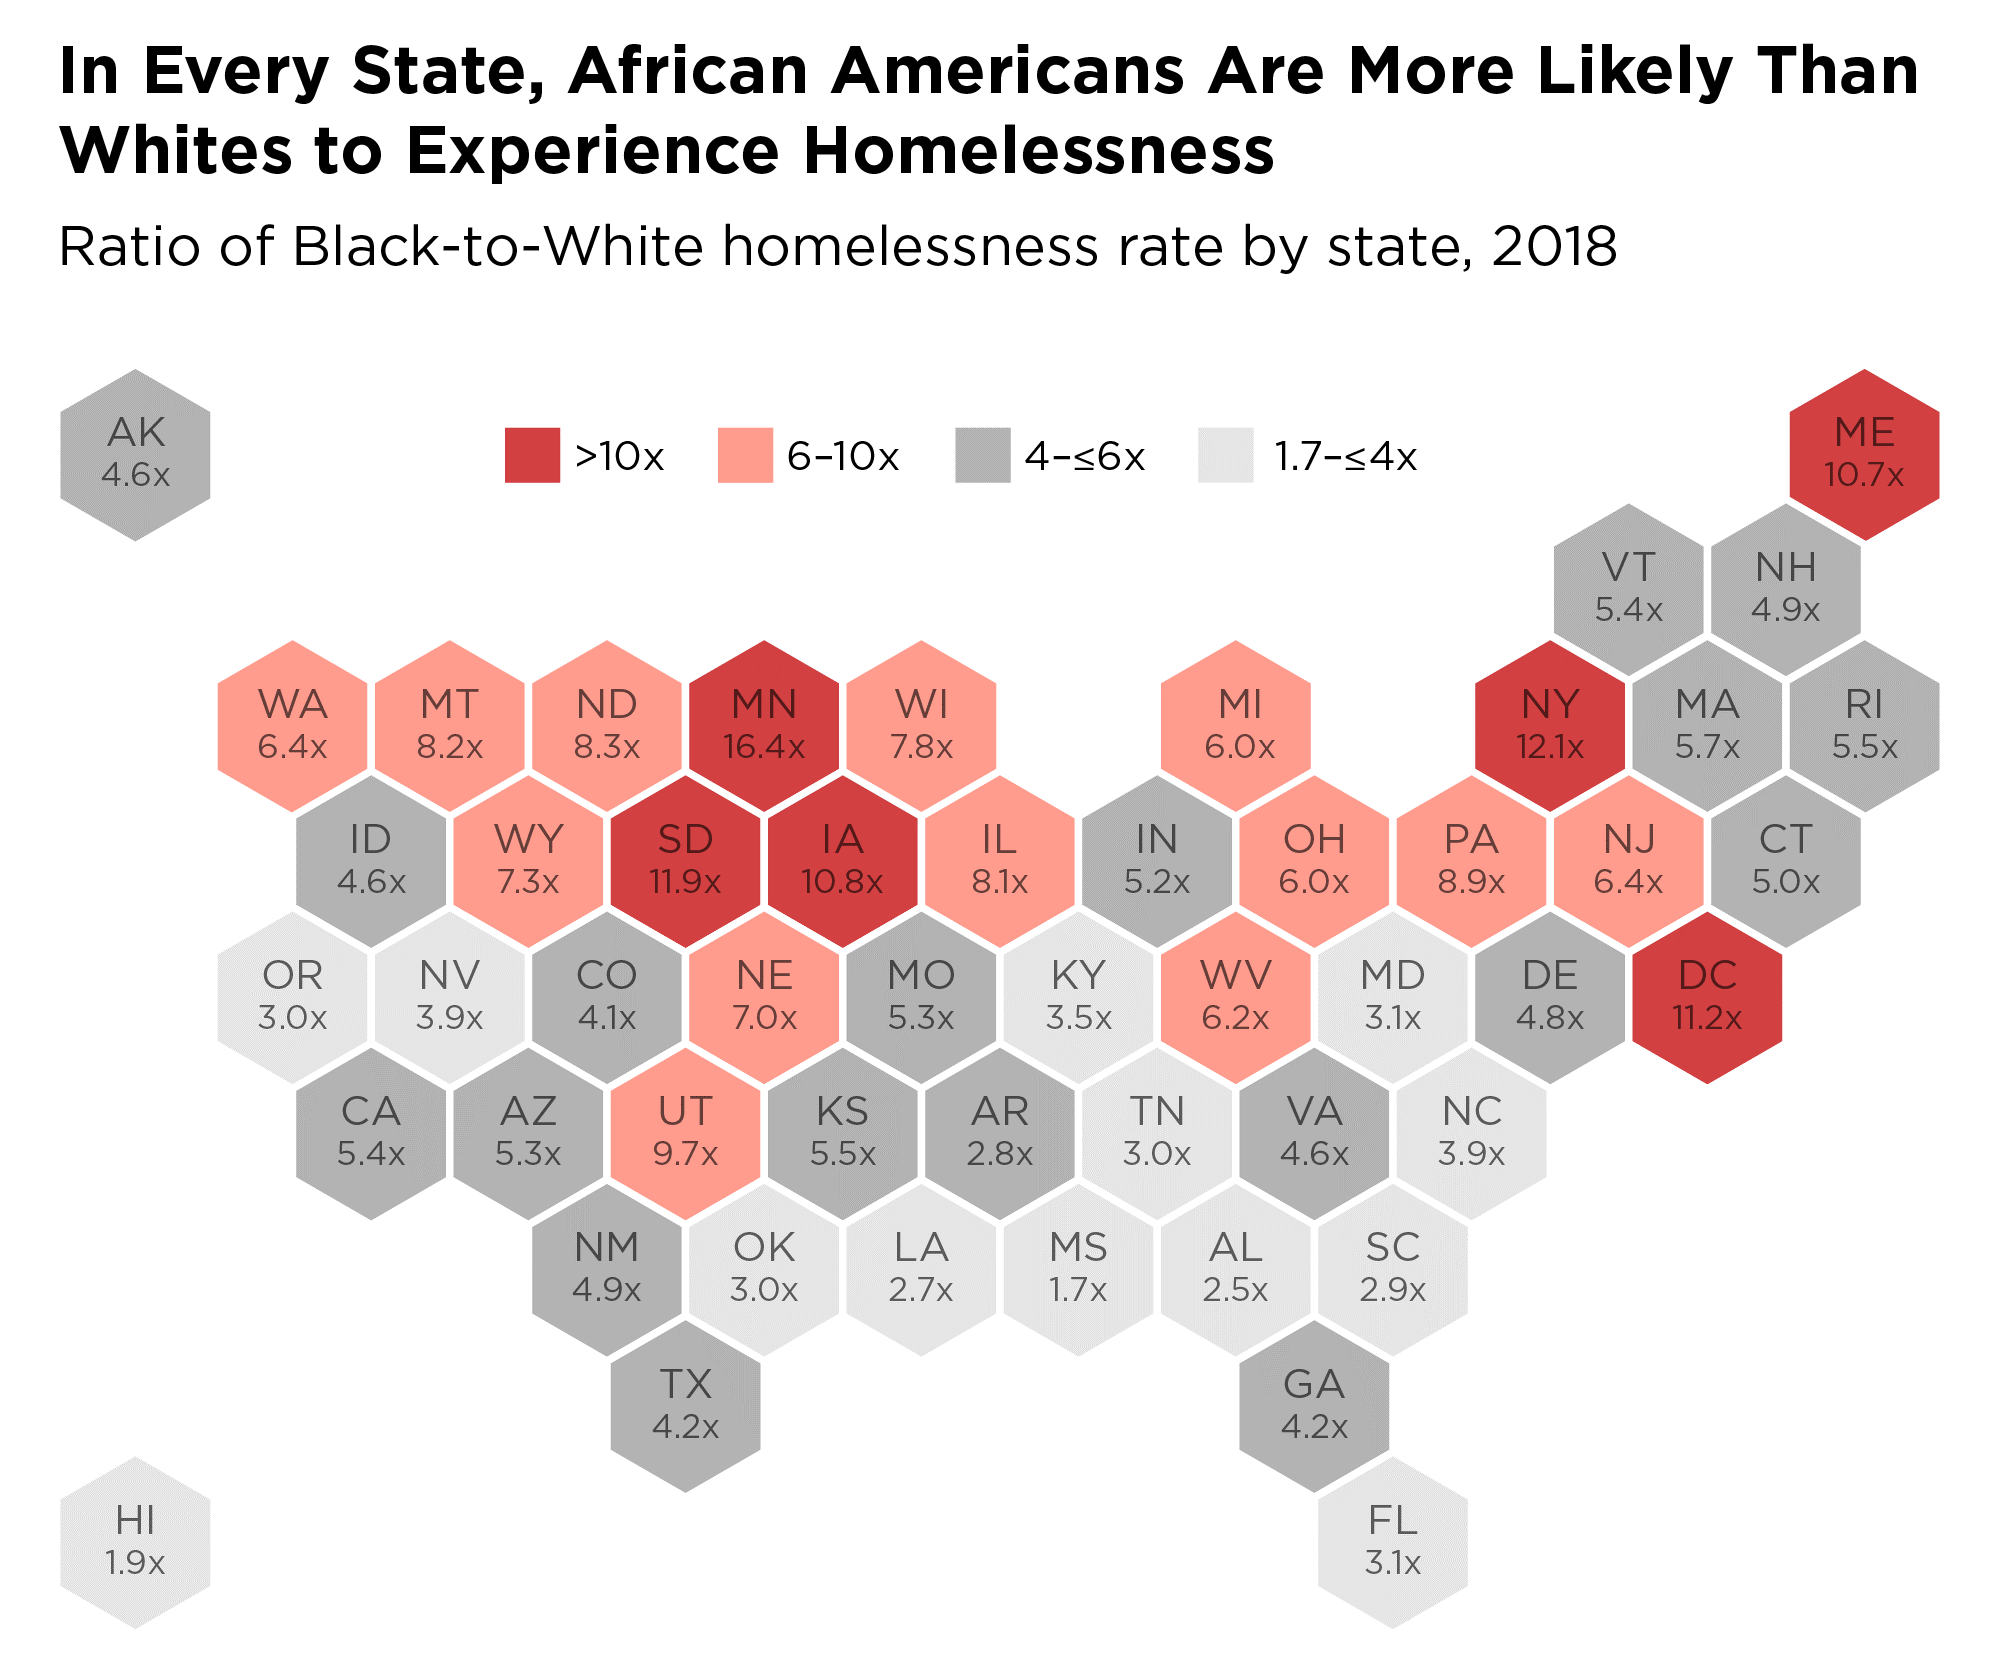 In Every State, African Americans Are More Likely Than
Whites to Experience Homelessness
Ratio of Black-to-White homelessness rate by state, 2018
>10x 6–10x 4–≤6x 1.7–≤4x
AK
4.6x
ME
10.7x
VT
5.4x
NH
4.9x
WA
6.4x
MT
8.2x
ND
8.3x
MN
16.4x
WI
7.8x
MI
6.0x
NY
12.1x
MA
5.7x
RI
5.5x
ID
4.6x
WY
7.3x
SD
11.9x
IA
10.8x
IL
8.1x
IN
5.2x
OH
6.0x
PA
8.9x
NJ
6.4x
CT
5.0x
OR
3.0x
NV
3.9x
CO
4.1x
NE
7.0x
MO
5.3x
KY
3.5x
WV
6.2x
MD
3.1x
DE
4.8x
DC
11.2x
CA
5.4x
AZ
5.3x
UT
9.7x
KS
5.5x
AR
2.8x
TN
3.0x
VA
4.6x
NC
3.9x
NM
4.9x
OK
3.0x
LA
2.7x
MS
1.7x
AL
2.5x
SC
2.9x
TX
4.2x
GA
4.2x
HI
1.9x
FL
3.1x